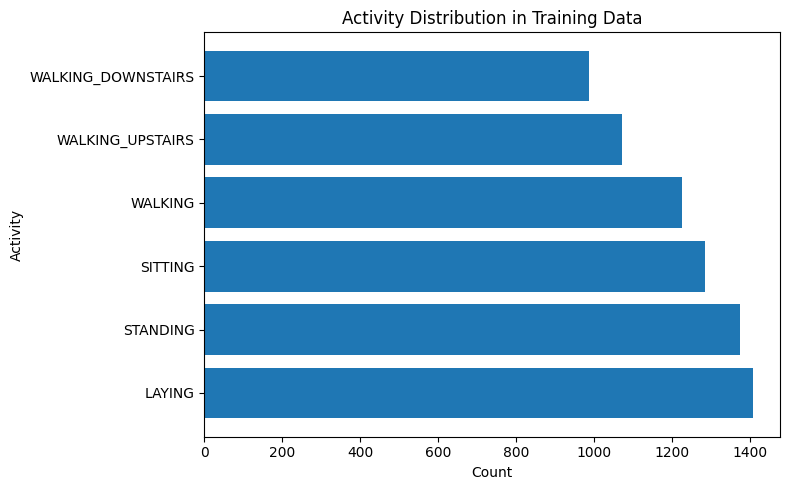 Activity Distribution in Training Data
WALKING_DOWNSTAIRS
WALKING_UPSTAIRS
WALKING
SITTING
STANDING
LAYING
Activity
0 200 400 600 800 1000 1200 1400
Count